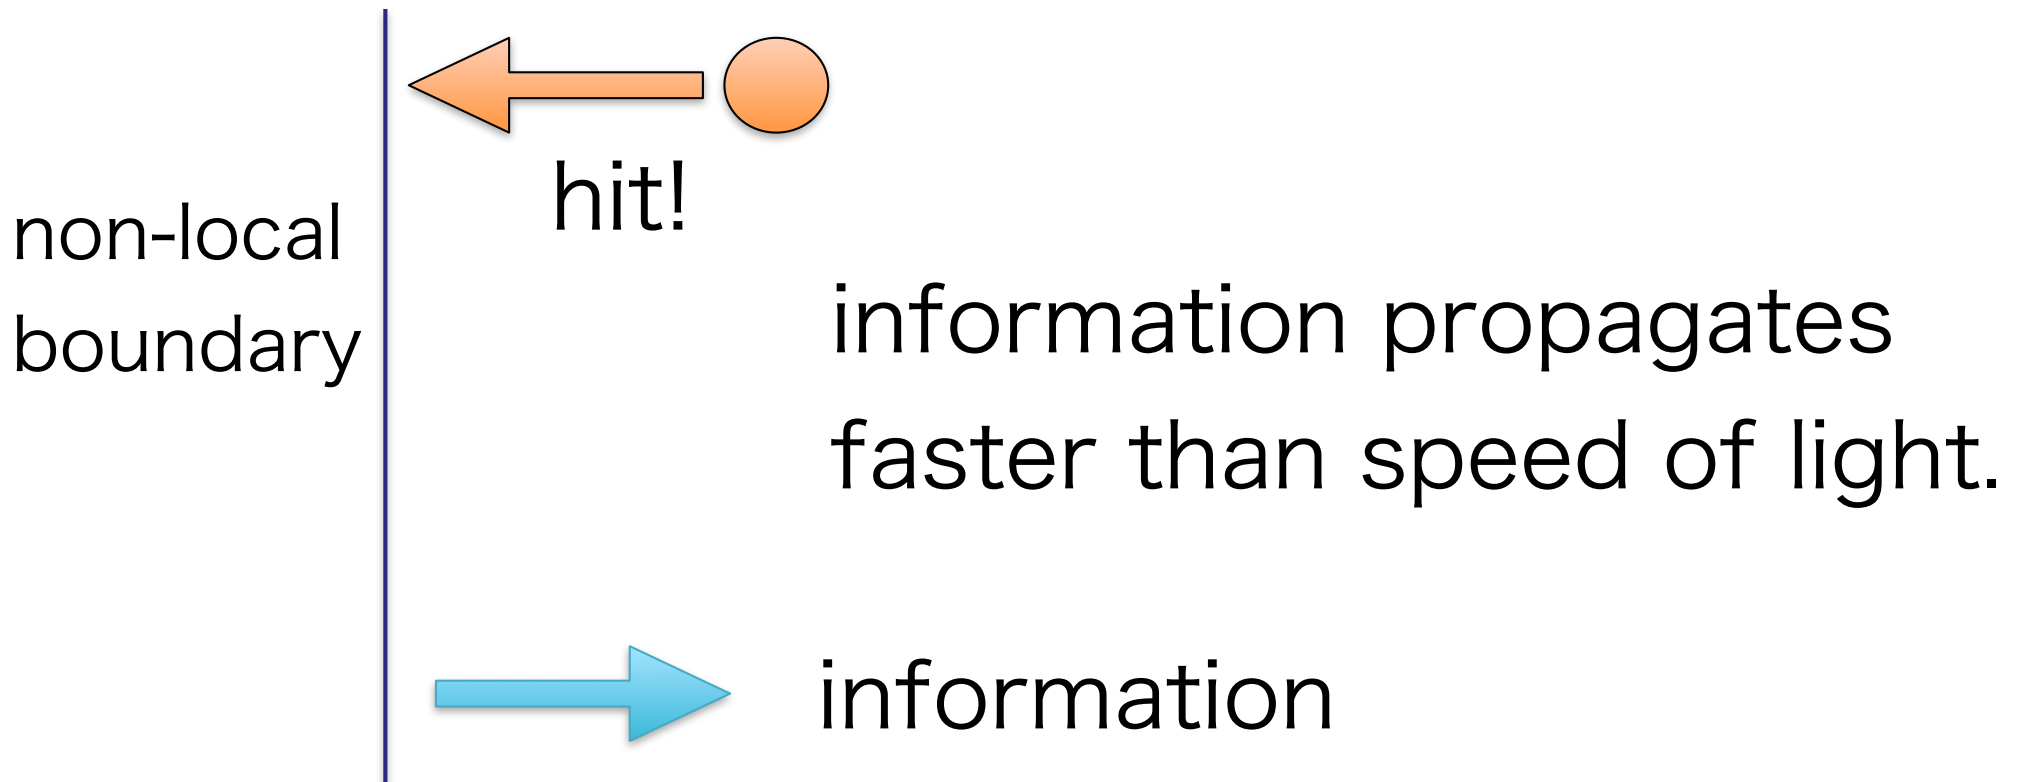 hit!
non-local
boundary
information propagates
faster than speed of light.
information